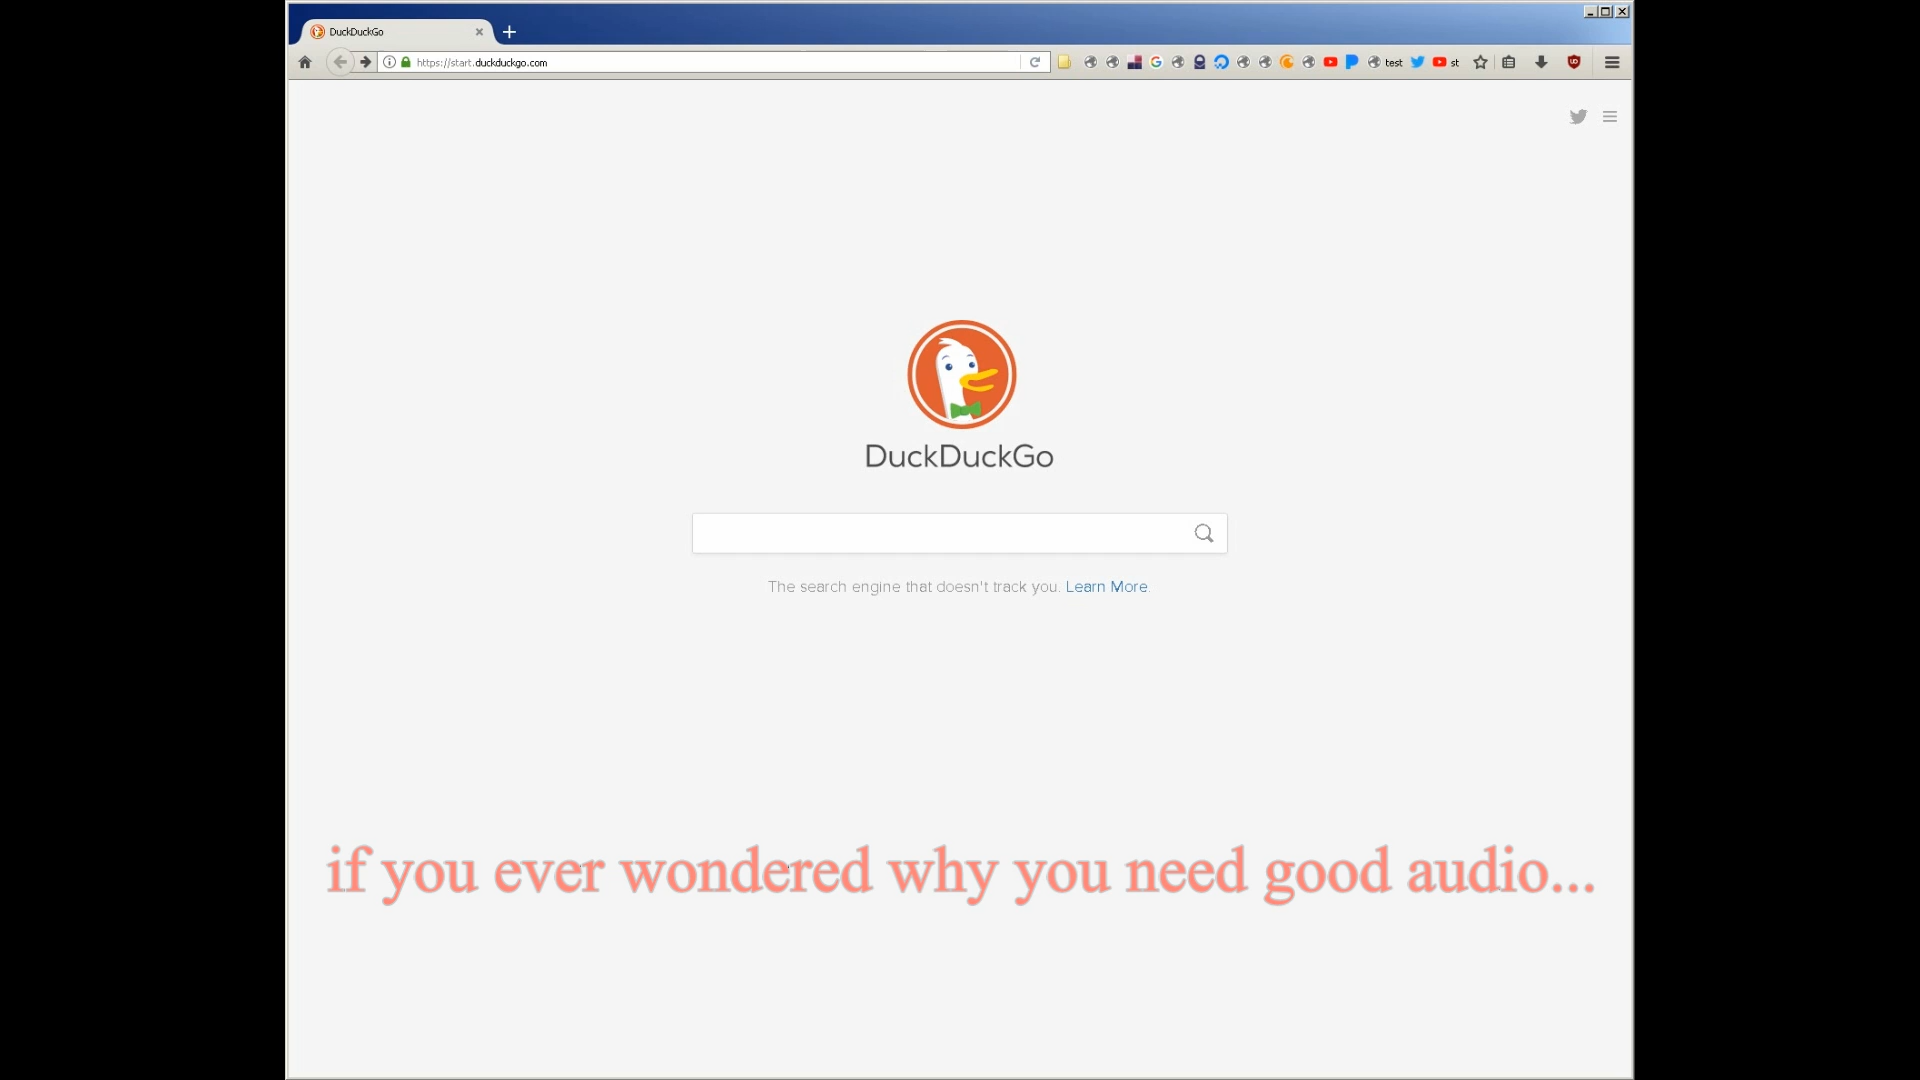 DuckDuckGo
https://start.duckduckgo.com
test
st
DuckDuckGo
The search engine that doesn't track you. Learn More.
if you ever wondered why you need good audio...